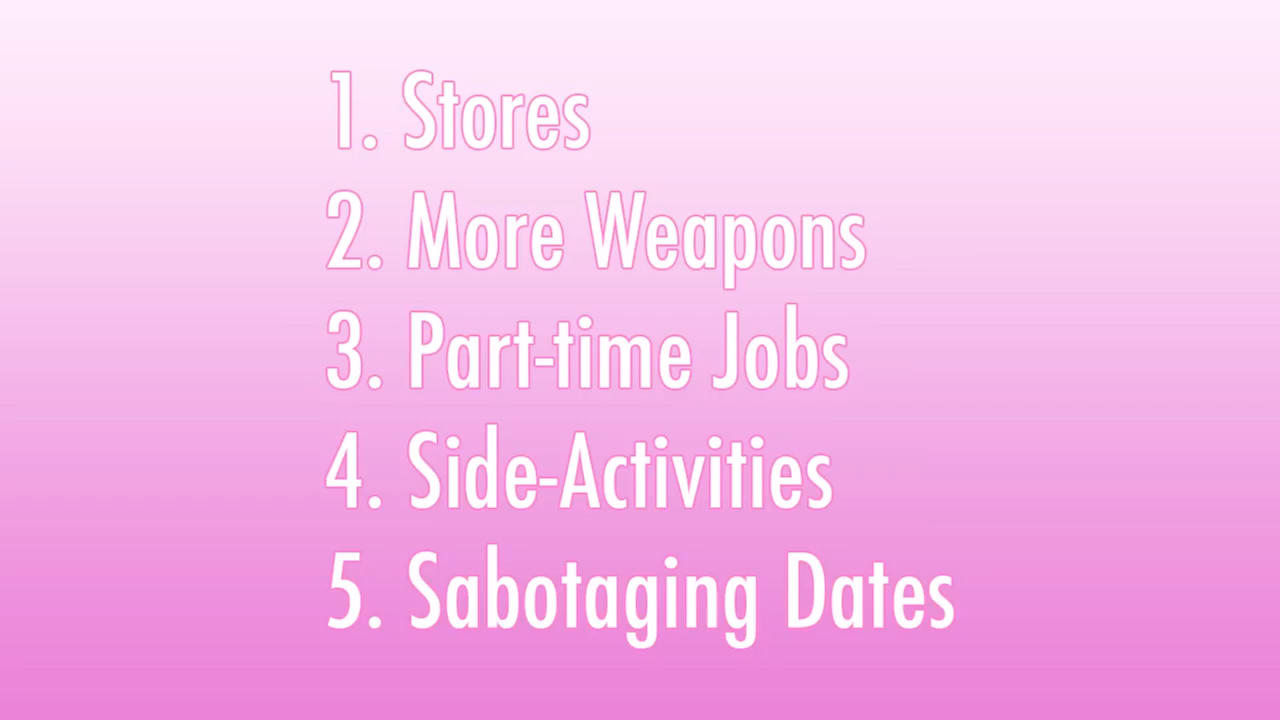 1. Stores
2. More Weapons
3. Part-time Jobs
4. Side-Activities
5. Sabotaging Dates